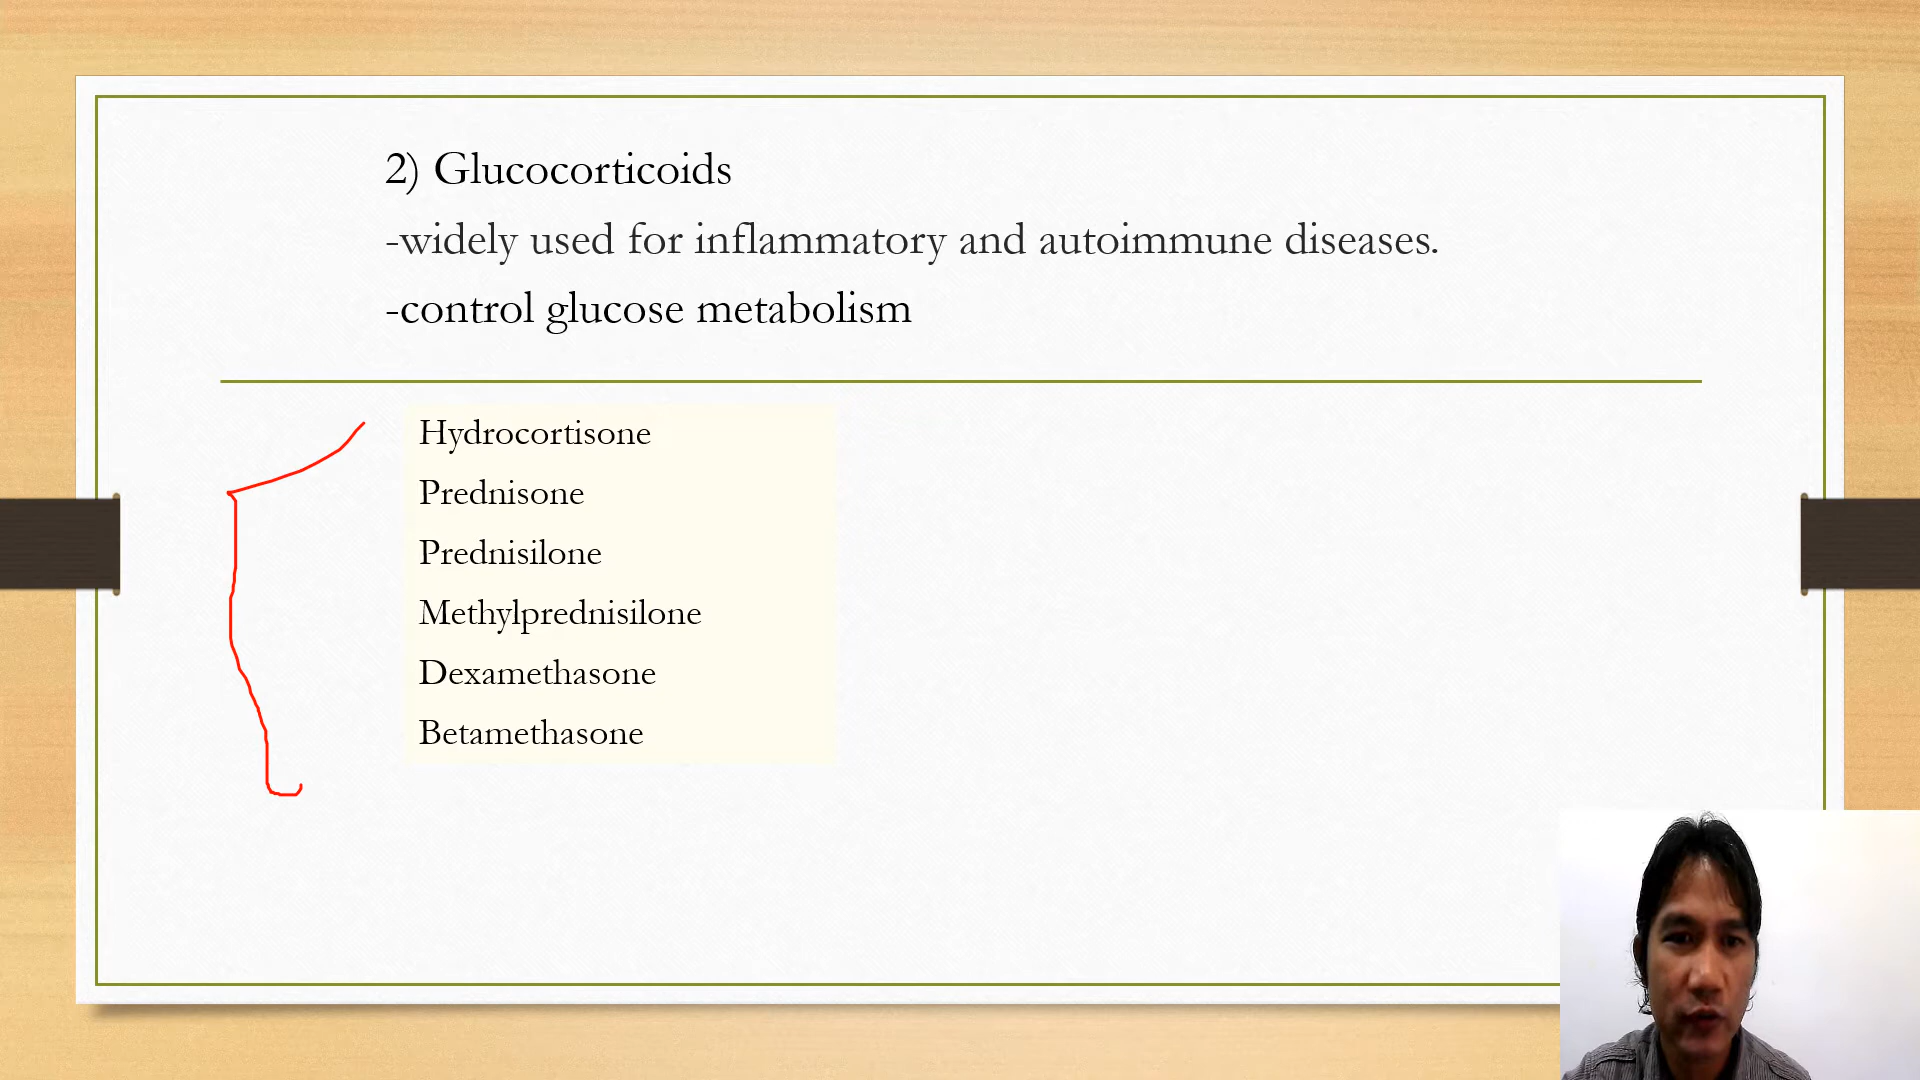 2) Glucocorticoids
-widely used for inflammatory and autoimmune diseases.
-control glucose metabolism
Hydrocortisone
Prednisone
Prednisilone
Methylprednisilone
Dexamethasone
Betamethasone